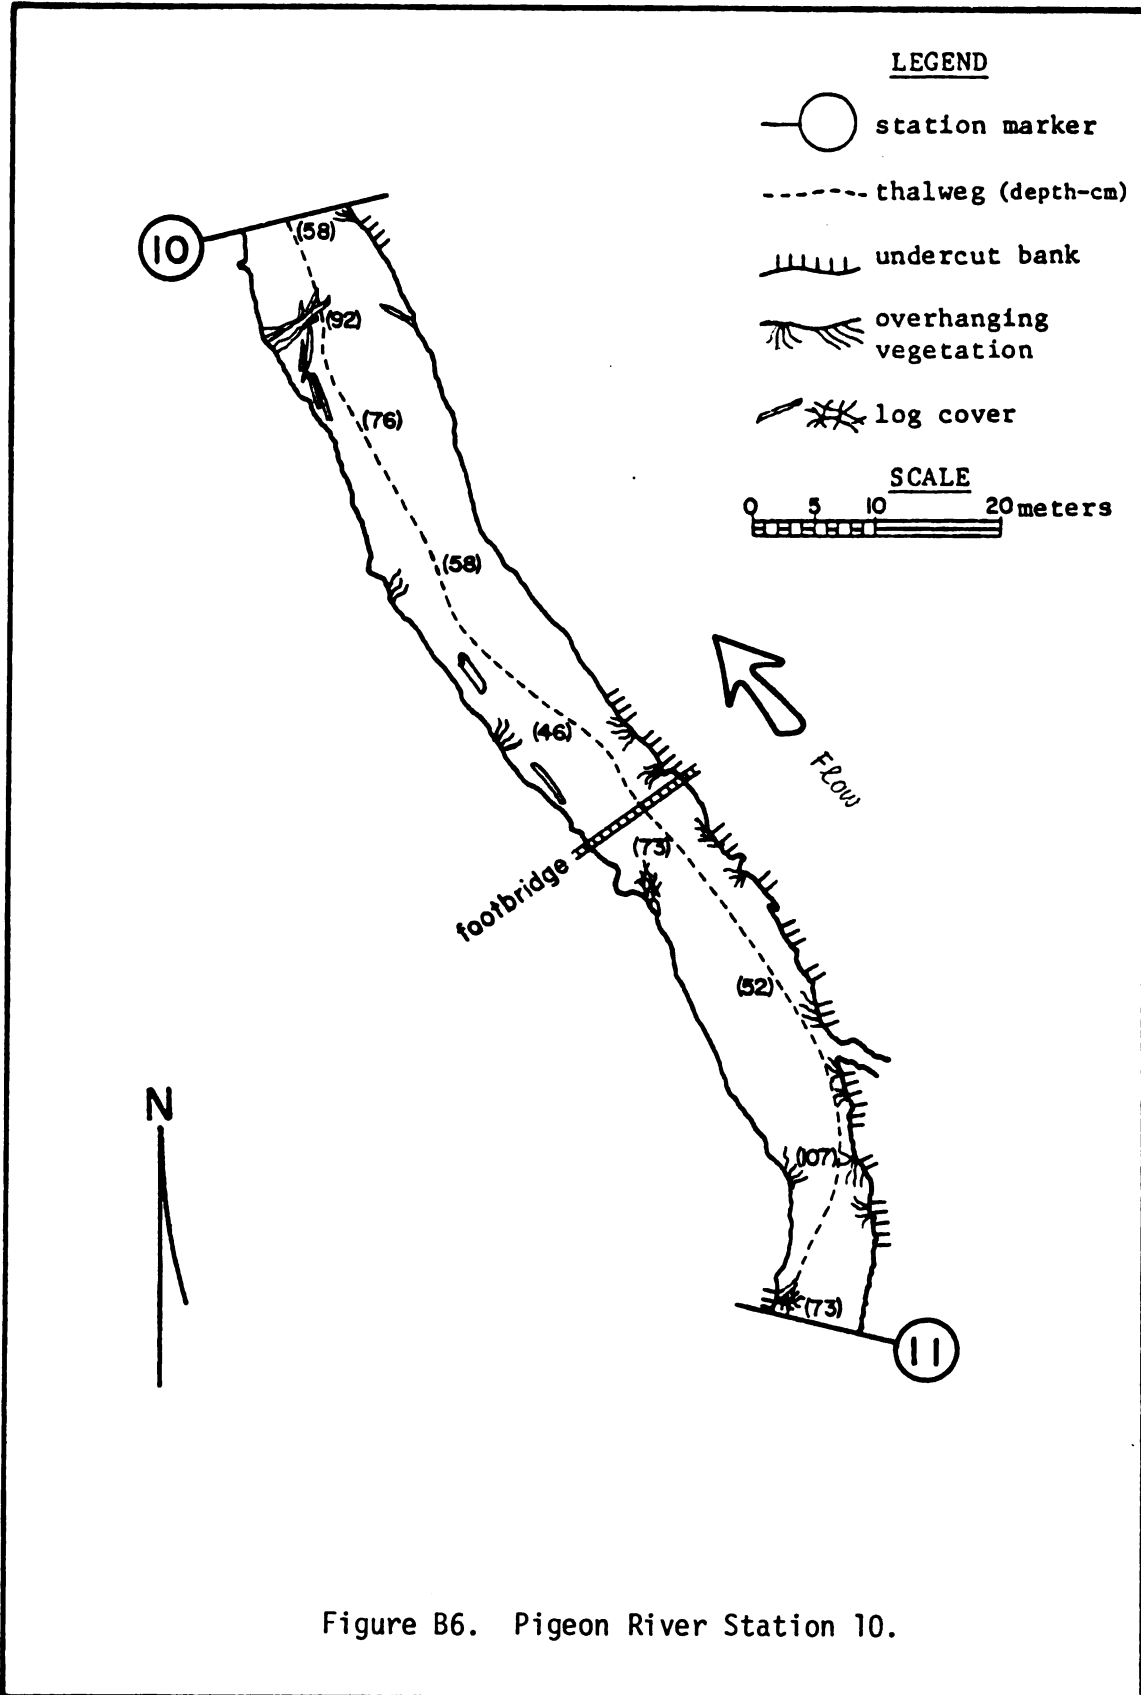 LEGEND
station marker
thalweg (depth-cm)
undercut bank
overhanging
vegetation
log cover
SCALE
0 5 10 20 meters
10
(58)
(92)
(76)
(58)
(46)
Flow
(73)
footbridge
(52)
N
(107)
(73)
11
Figure B6. Pigeon River Station 10.